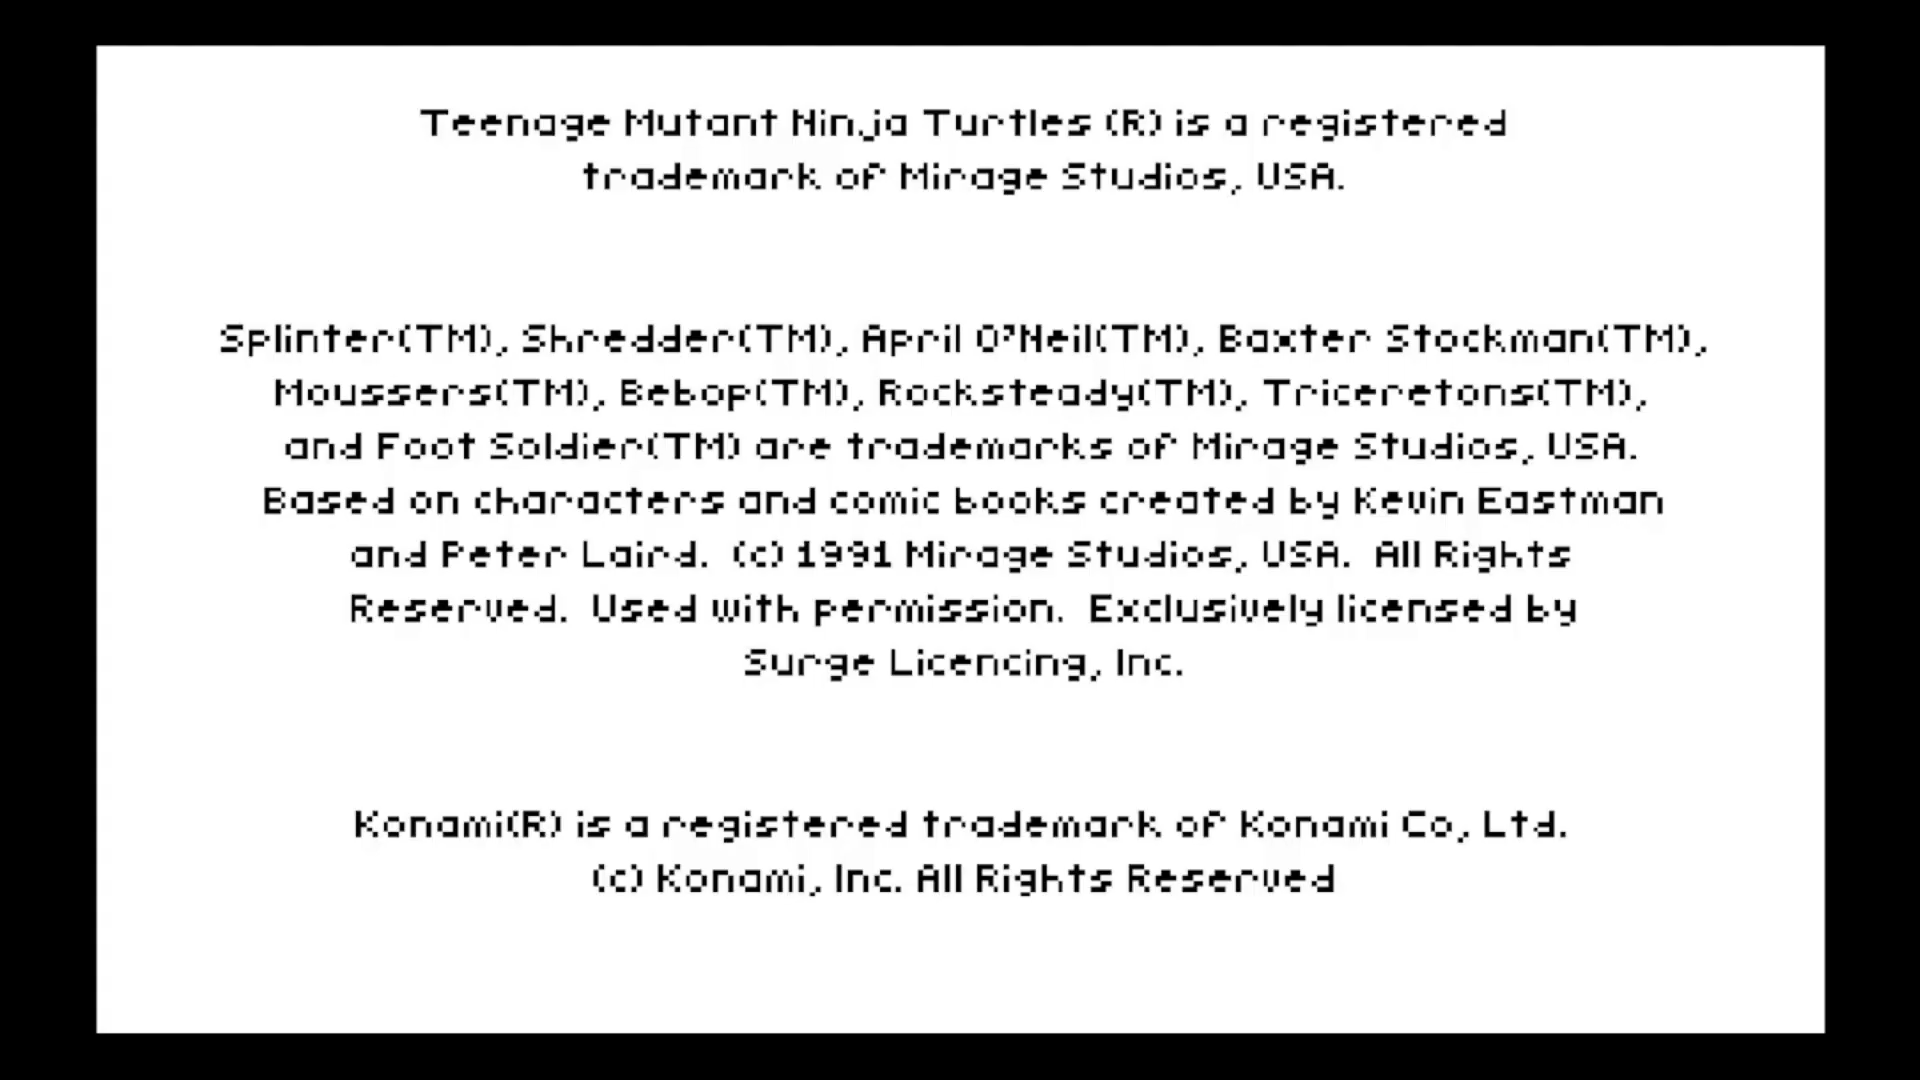 Teenage Mutant Ninja Turtles (R) is a registered
trademark of Mirage Studios, USA.
Splinter(TM), Shredder(TM), April O'Neil(TM), Baxter Stockman(TM),
Moussers(TM), Bebop(TM), Rocksteady(TM), Triceretons(TM),
and Foot Soldier(TM) are trademarks of Mirage Studios, USA.
Based on characters and comic books created by Kevin Eastman
and Peter Laird.  (c) 1991 Mirage Studios, USA.  All Rights
Reserved.  Used with permission.  Exclusively licensed by
Surge Licencing, Inc.
Konami(R) is a registered trademark of Konami Co, Ltd.
(c) Konami, Inc. All Rights Reserved